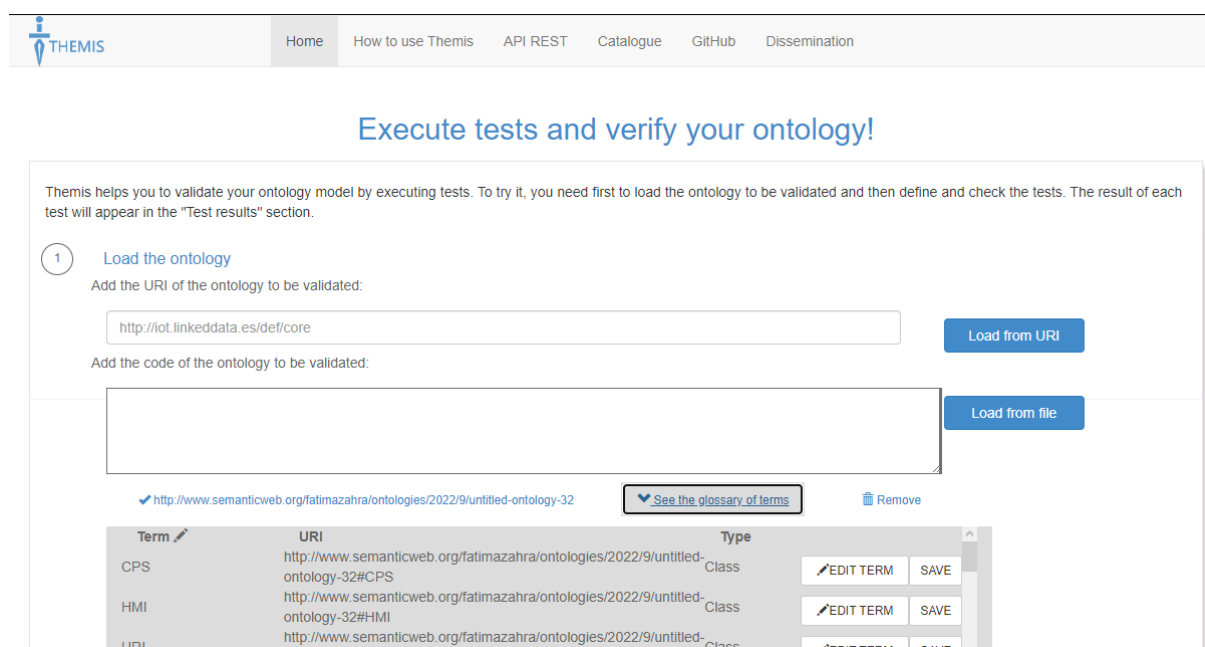 THEMIS
Home How to use Themis API REST Catalogue GitHub Dissemination
Execute tests and verify your ontology!
Themis helps you to validate your ontology model by executing tests. To try it, you need first to load the ontology to be validated and then define and check the tests. The result of each
test will appear in the "Test results" section.
1 Load the ontology
Add the URI of the ontology to be validated:
http://iot.linkeddata.es/def/core Load from URI
Add the code of the ontology to be validated:
Load from file
http://www.semanticweb.org/fatimazahra/ontologies/2022/9/untitled-ontology-32 See the glossary of terms Remove
Term URI Type
CPS http://www.semanticweb.org/fatimazahra/ontologies/2022/9/untitled-ontology-32#CPS Class EDIT TERM SAVE
HMI http://www.semanticweb.org/fatimazahra/ontologies/2022/9/untitled-ontology-32#HMI Class EDIT TERM SAVE
http://www.semanticweb.org/fatimazahra/ontologies/2022/9/untitled- Class EDIT TERM SAVE